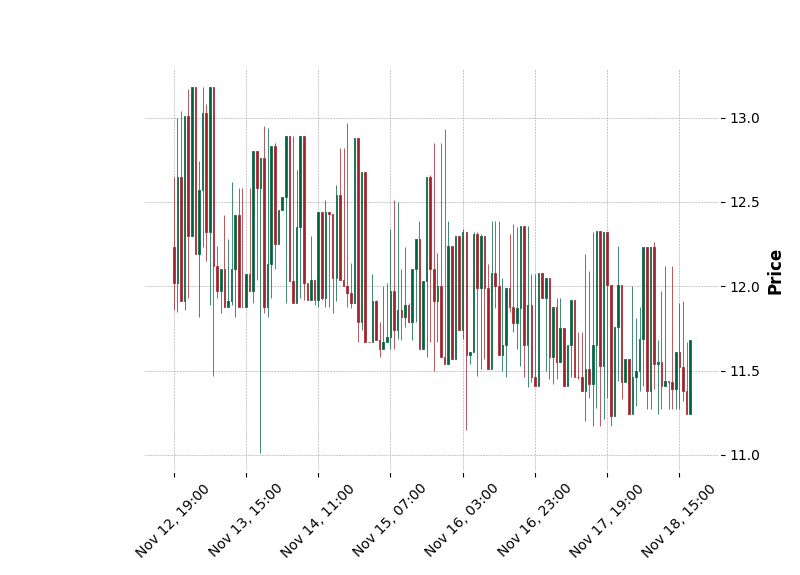 13.0
12.5
12.0
11.5
11.0
Price
Nov 12, 19:00
Nov 13, 15:00
Nov 14, 11:00
Nov 15, 07:00
Nov 16, 03:00
Nov 16, 23:00
Nov 17, 19:00
Nov 18, 15:00